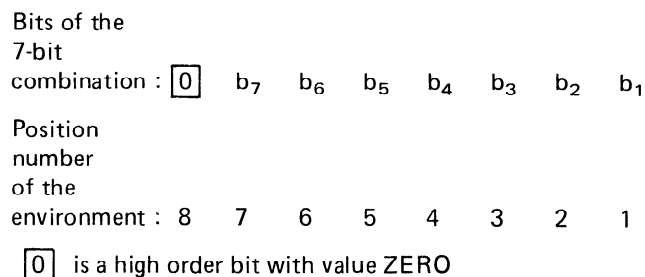 Bits of the
7-bit
combination : 0 b7 b6 b5 b4 b3 b2 b1
Position
number
of the
environment : 8 7 6 5 4 3 2 1
0 is a high order bit with value ZERO